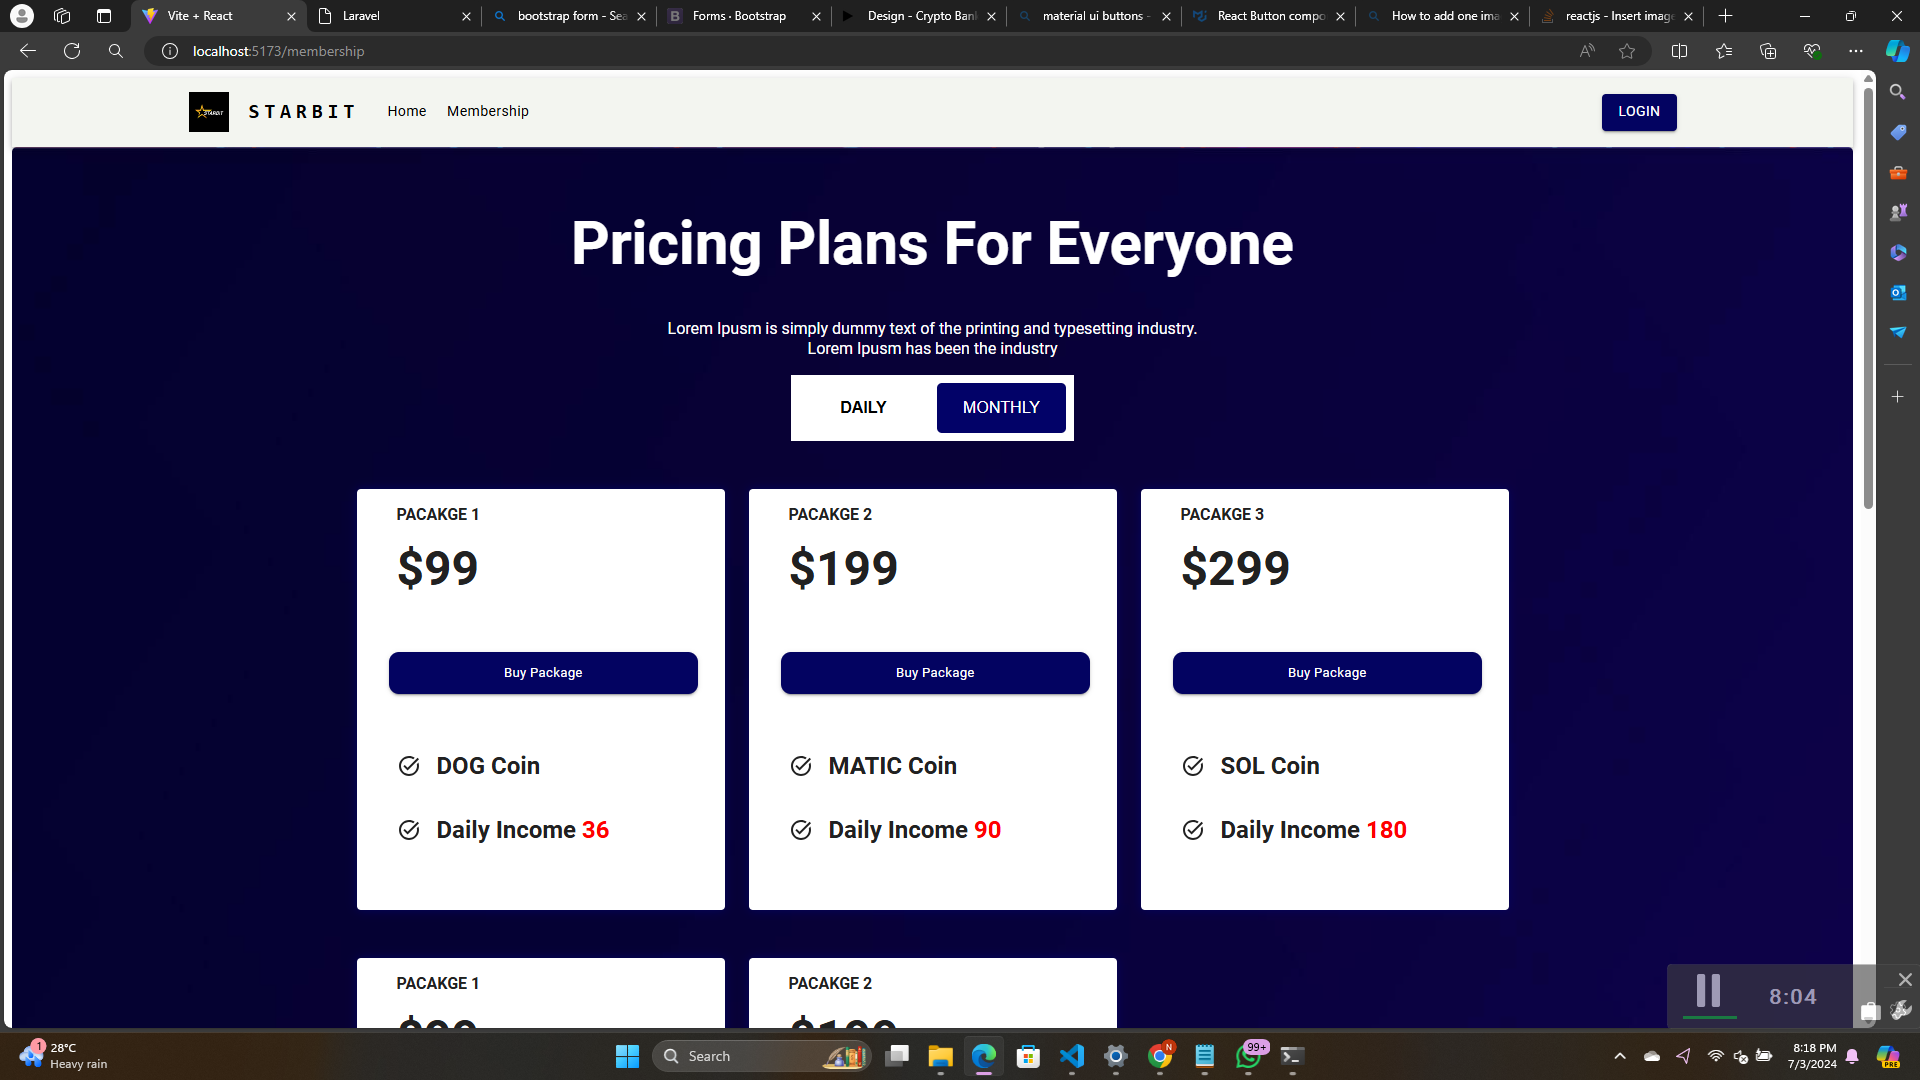 Vite + React
Laravel
bootstrap form - Sea
Forms · Bootstrap
Design - Crypto Bank
material ui buttons -
React Button compo
How to add one ima
reactjs - Insert image
localhost:5173/membership
STARBIT
STARBIT
Home
Membership
LOGIN
Pricing Plans For Everyone
Lorem Ipusm is simply dummy text of the printing and typesetting industry.
Lorem Ipusm has been the industry
DAILY
MONTHLY
PACAKGE 1
PACAKGE 2
PACAKGE 3
$99
$199
$299
Buy Package
Buy Package
Buy Package
DOG Coin
MATIC Coin
SOL Coin
Daily Income 36
Daily Income 90
Daily Income 180
PACAKGE 1
PACAKGE 2
8:04
1
28°C
Heavy rain
Search
N
99+
8:18 PM
7/3/2024
PRE